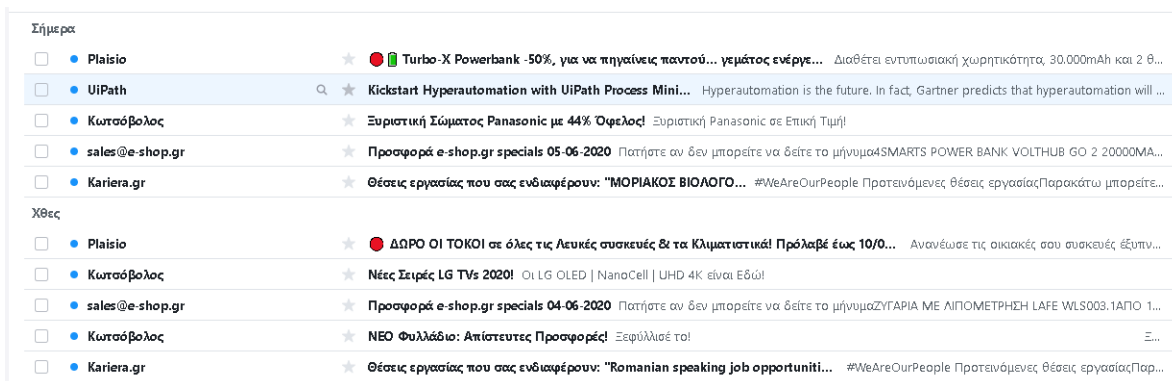 Σήμερα
Plaisio Turbo-X Powerbank -50%, για να πηγαίνεις παντού... γεμάτος ενέργε... Διαθέτει εντυπωσιακή χωρητικότητα, 30.000mAh και 2 θ...
UiPath Kickstart Hyperautomation with UiPath Process Mini... Hyperautomation is the future. In fact, Gartner predicts that hyperautomation will ...
Κωτσόβολος Ξυριστική Σώματος Panasonic με 44% Όφελος! Ξυριστική Panasonic σε Επική Τιμή!
sales@e-shop.gr Προσφορά e-shop.gr specials 05-06-2020 Πατήστε αν δεν μπορείτε να δείτε το μήνυμα4SMARTS POWER BANK VOLTHUB GO 2 20000MA...
Kariera.gr Θέσεις εργασίας που σας ενδιαφέρουν: "ΜΟΡΙΑΚΟΣ ΒΙΟΛΟΓΟ... #WeAreOurPeople Προτεινόμενες θέσεις εργασίαςΠαρακάτω μπορείτε...
Χθες
Plaisio ΔΩΡΟ ΟΙ ΤΟΚΟΙ σε όλες τις Λευκές συσκευές & τα Κλιματιστικά! Πρόλαβέ έως 10/0... Ανανέωσε τις οικιακές σου συσκευές έξυπν...
Κωτσόβολος Νέες Σειρές LG TVs 2020! Οι LG OLED | NanoCell | UHD 4K είναι Εδώ!
sales@e-shop.gr Προσφορά e-shop.gr specials 04-06-2020 Πατήστε αν δεν μπορείτε να δείτε το μήνυμαΖΥΓΑΡΙΑ ΜΕ ΛΙΠΟΜΕΤΡΗΣΗ LAFE WLS003.1ΑΠΟ 1...
Κωτσόβολος ΝΕΟ Φυλλάδιο: Απίστευτες Προσφορές! Ξεφύλλισέ το! Ξ...
Kariera.gr Θέσεις εργασίας που σας ενδιαφέρουν: "Romanian speaking job opportuniti... #WeAreOurPeople Προτεινόμενες θέσεις εργασίαςΠαρ...